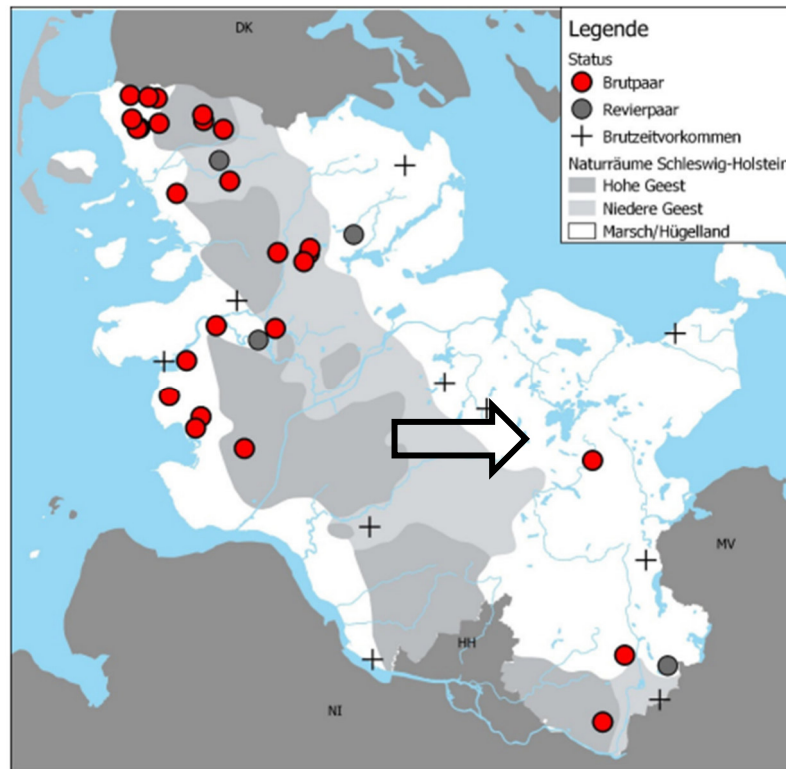 DK
Legende
Status
Brutpaar
Revierpaar
Brutzeitvorkommen
Naturräume Schleswig-Holstein
Hohe Geest
Niedere Geest
Marsch/Hügelland
MV
HH
NI